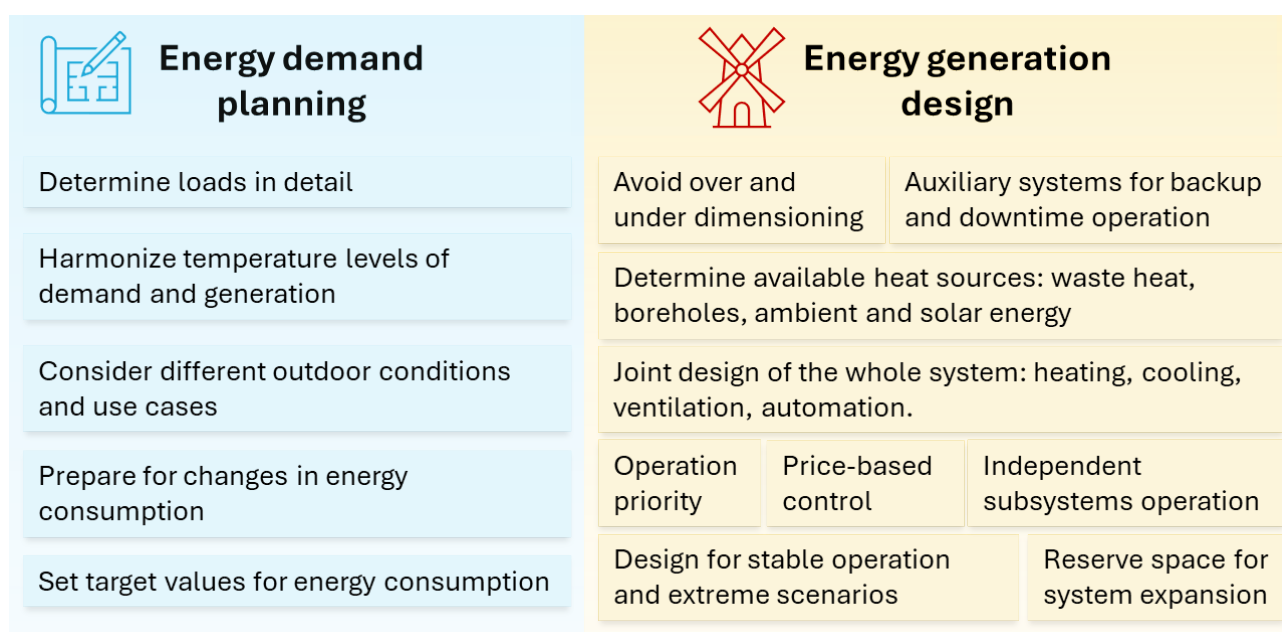 Energy demand
planning
Determine loads in detail
Harmonize temperature levels of
demand and generation
Consider different outdoor conditions
and use cases
Prepare for changes in energy
consumption
Set target values for energy consumption
Energy generation
design
Avoid over and
under dimensioning
Auxiliary systems for backup
and downtime operation
Determine available heat sources: waste heat,
boreholes, ambient and solar energy
Joint design of the whole system: heating, cooling,
ventilation, automation.
Operation
priority
Price-based
control
Independent
subsystems operation
Design for stable operation
and extreme scenarios
Reserve space for
system expansion